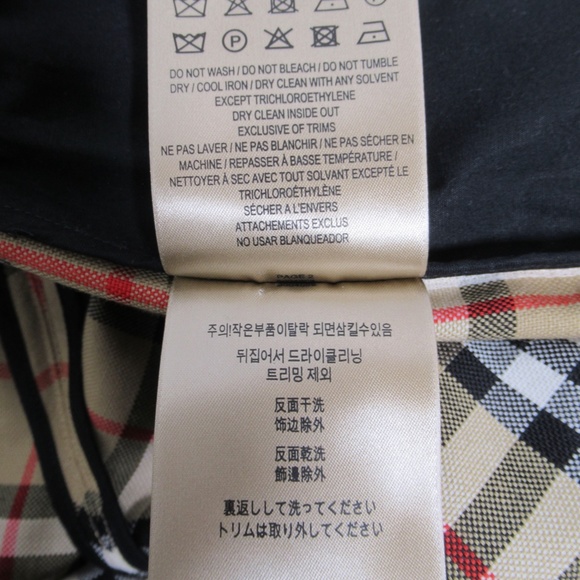 DO NOT WASH / DO NOT BLEACH / DO NOT TUMBLE
DRY / COOL IRON / DRY CLEAN WITH ANY SOLVENT
EXCEPT TRICHLOROETHYLENE
DRY CLEAN INSIDE OUT
EXCLUSIVE OF TRIMS
NE PAS LAVER / NE PAS BLANCHIR / NE PAS SÉCHER EN
MACHINE / REPASSER À BASSE TEMPÉRATURE /
NETTOYER À SEC AVEC TOUT SOLVANT EXCEPTÉ LE
TRICHLOROÉTHYLÈNE
SÉCHER A L'ENVERS
ATTACHEMENTS EXCLUS
NO USAR BLANQUEADOR
PAGE 2
주의!작은부품이탈락 되면삼킬수있음
뒤집어서 드라이클리닝
트리밍 제외
反面干洗
饰边除外
反面乾洗
飾邊除外
裏返しして洗ってください
トリムは取り外してください